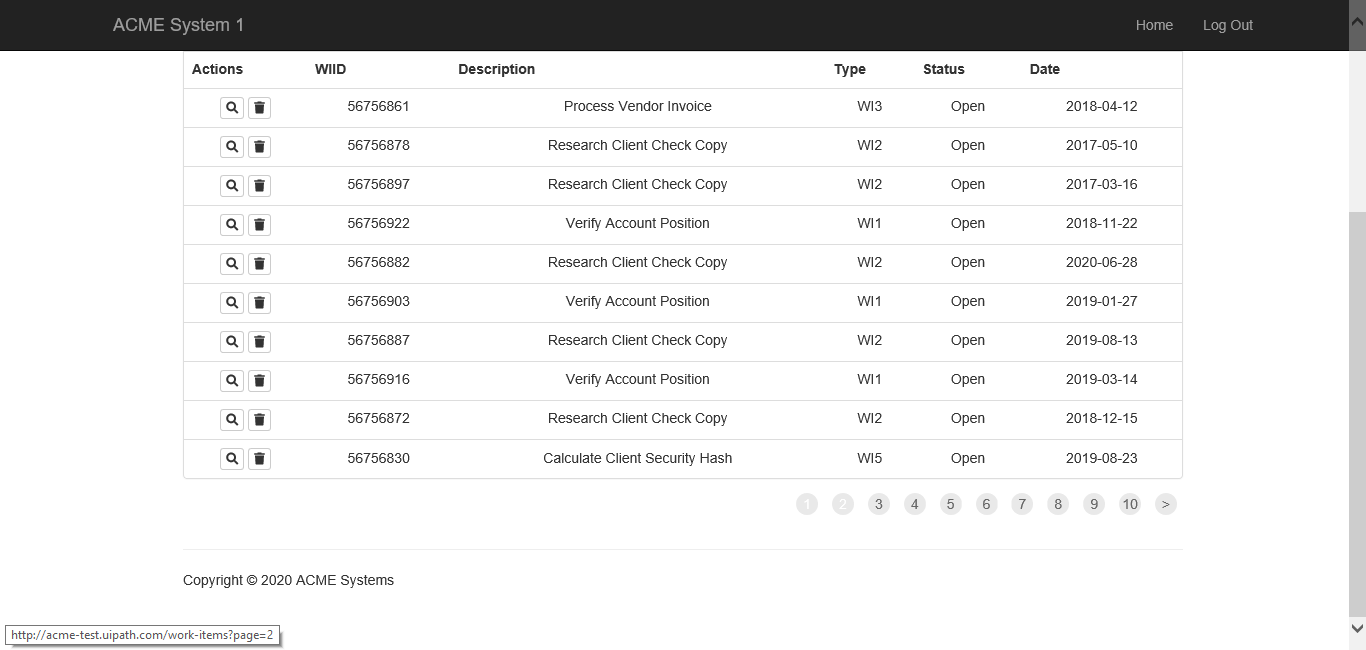 ACME System 1 Home Log Out
Actions WIID Description Type Status Date
56756861 Process Vendor Invoice WI3 Open 2018-04-12
56756878 Research Client Check Copy WI2 Open 2017-05-10
56756897 Research Client Check Copy WI2 Open 2017-03-16
56756922 Verify Account Position WI1 Open 2018-11-22
56756882 Research Client Check Copy WI2 Open 2020-06-28
56756903 Verify Account Position WI1 Open 2019-01-27
56756887 Research Client Check Copy WI2 Open 2019-08-13
56756916 Verify Account Position WI1 Open 2019-03-14
56756872 Research Client Check Copy WI2 Open 2018-12-15
56756830 Calculate Client Security Hash WI5 Open 2019-08-23
1 2 3 4 5 6 7 8 9 10 >
Copyright © 2020 ACME Systems
http://acme-test.uipath.com/work-items?page=2